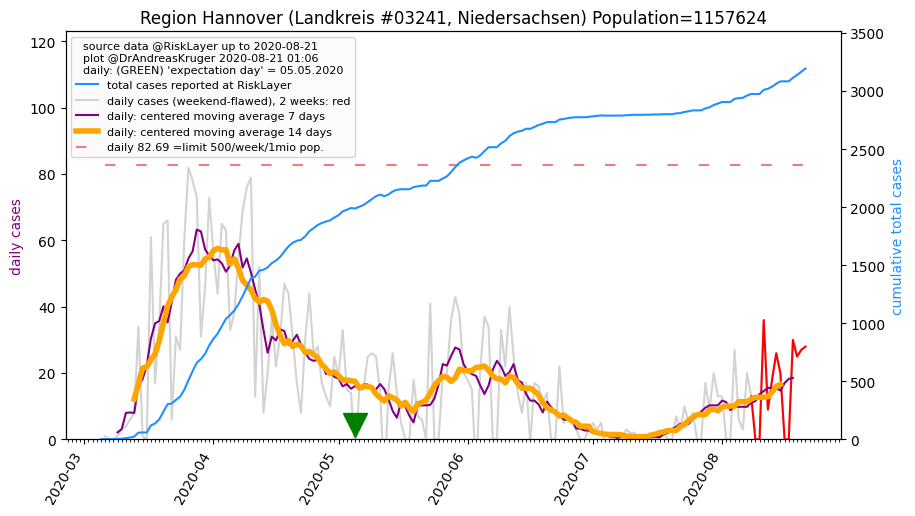 Region Hannover (Landkreis #03241, Niedersachsen) Population=1157624
source data @RiskLayer up to 2020-08-21
plot @DrAndreasKruger 2020-08-21 01:06
daily: (GREEN) 'expectation day' = 05.05.2020
total cases reported at RiskLayer
daily cases (weekend-flawed), 2 weeks: red
daily: centered moving average 7 days
daily: centered moving average 14 days
daily 82.69 =limit 500/week/1mio pop.
daily cases
120
100
80
60
40
20
0
cumulative total cases
3500
3000
2500
2000
1500
1000
500
0
2020-03
2020-04
2020-05
2020-06
2020-07
2020-08